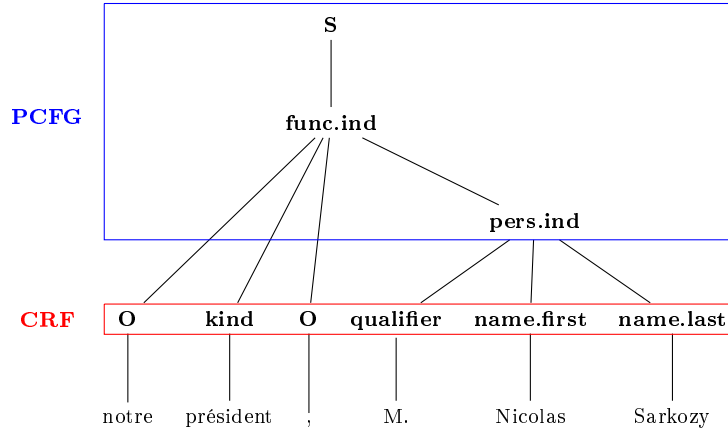 S
PCFG
func.ind
pers.ind
CRF O kind O qualifier name.first name.last
notre président , M. Nicolas Sarkozy